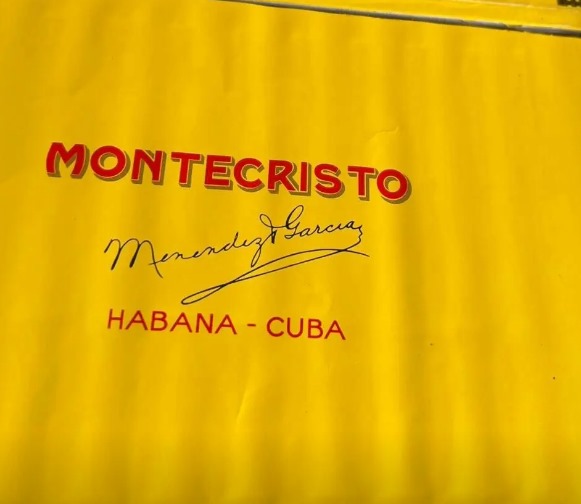 MONTECRISTO
Menendez & Garcia
HABANA - CUBA